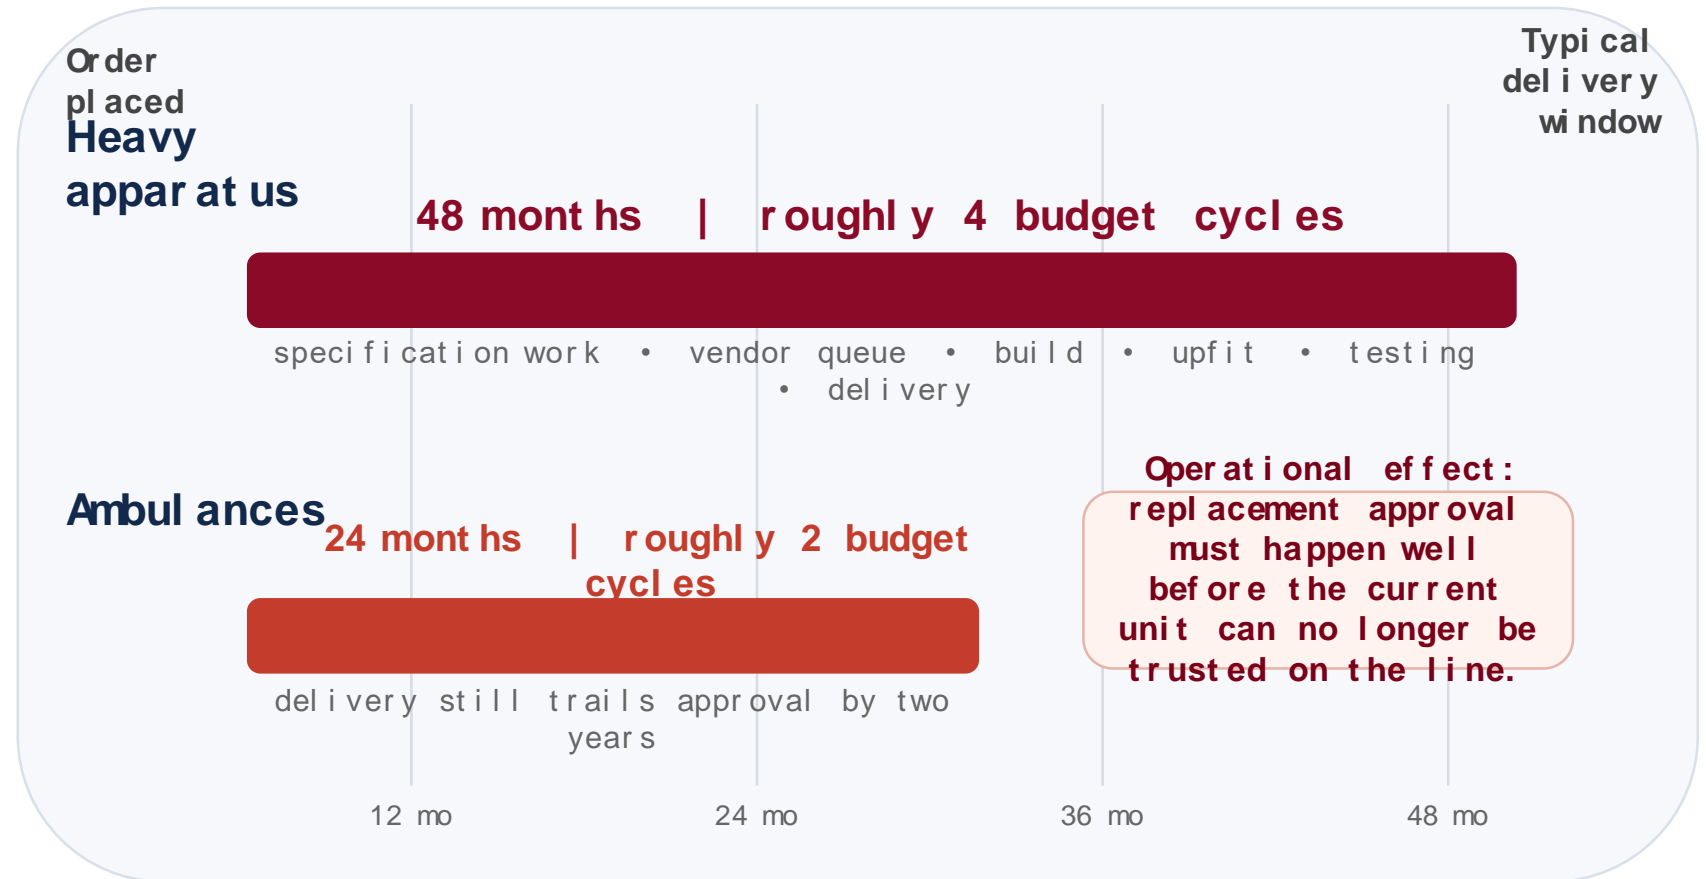 Order
placed
Typical
delivery
window
Heavy
apparatus
48 months | roughly 4 budget cycles
specification work • vendor queue • build • upfit • testing
• delivery
Ambulances
24 months | roughly 2 budget
cycles
delivery still trails approval by two
years
Operational effect:
replacement approval
must happen well
before the current
unit can no longer be
trusted on the line.
12 mo
24 mo
36 mo
48 mo